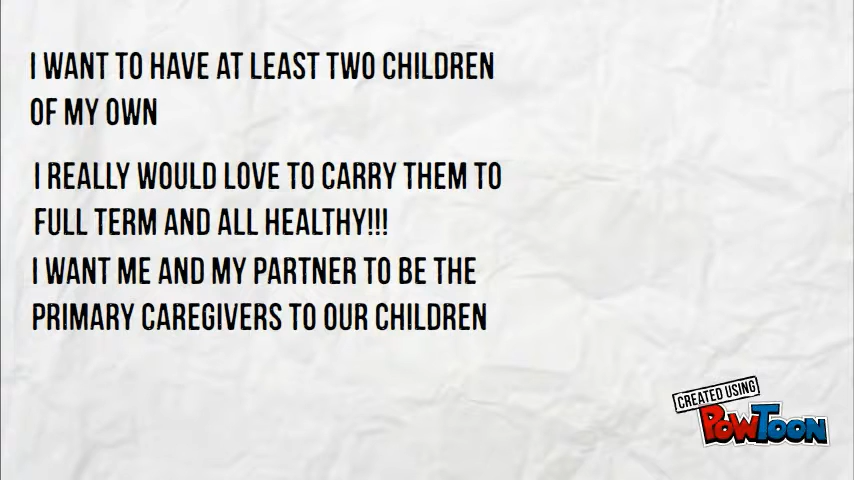 I WANT TO HAVE AT LEAST TWO CHILDREN
OF MY OWN
I REALLY WOULD LOVE TO CARRY THEM TO
FULL TERM AND ALL HEALTHY!!!
I WANT ME AND MY PARTNER TO BE THE
PRIMARY CAREGIVERS TO OUR CHILDREN
CREATED USING
POWTOON